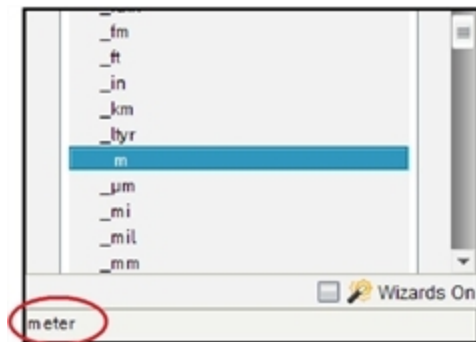 _fm
_ft
_in
_km
_ltyr
_m
_µm
_mi
_mil
_mm
Wizards On
meter